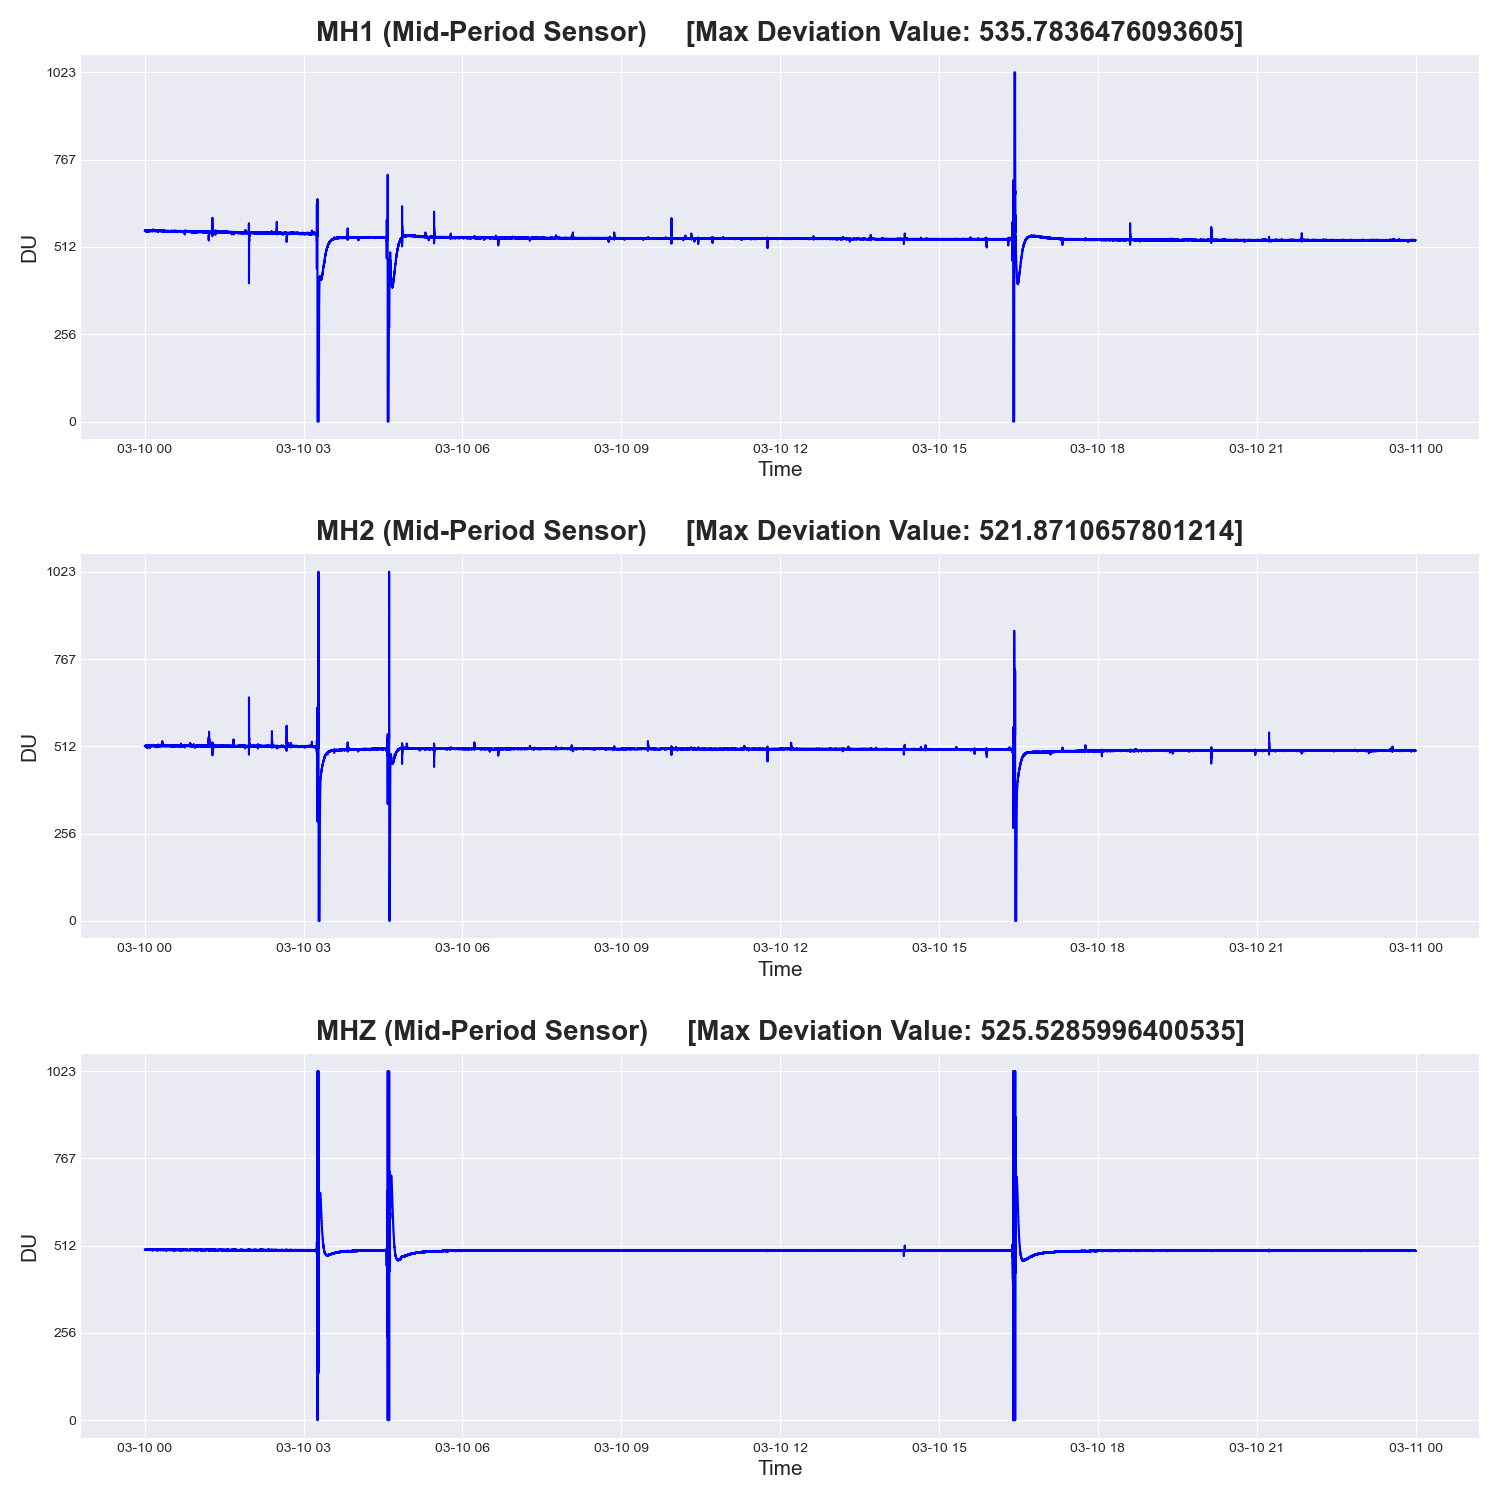 MH1 (Mid-Period Sensor) [Max Deviation Value: 535.7836476093605]
1023
767
512
256
0
DU
03-10 00 03-10 03 03-10 06 03-10 09 03-10 12 03-10 15 03-10 18 03-10 21 03-11 00
Time
MH2 (Mid-Period Sensor) [Max Deviation Value: 521.8710657801214]
1023
767
512
256
0
DU
03-10 00 03-10 03 03-10 06 03-10 09 03-10 12 03-10 15 03-10 18 03-10 21 03-11 00
Time
MHZ (Mid-Period Sensor) [Max Deviation Value: 525.5285996400535]
1023
767
512
256
0
DU
03-10 00 03-10 03 03-10 06 03-10 09 03-10 12 03-10 15 03-10 18 03-10 21 03-11 00
Time